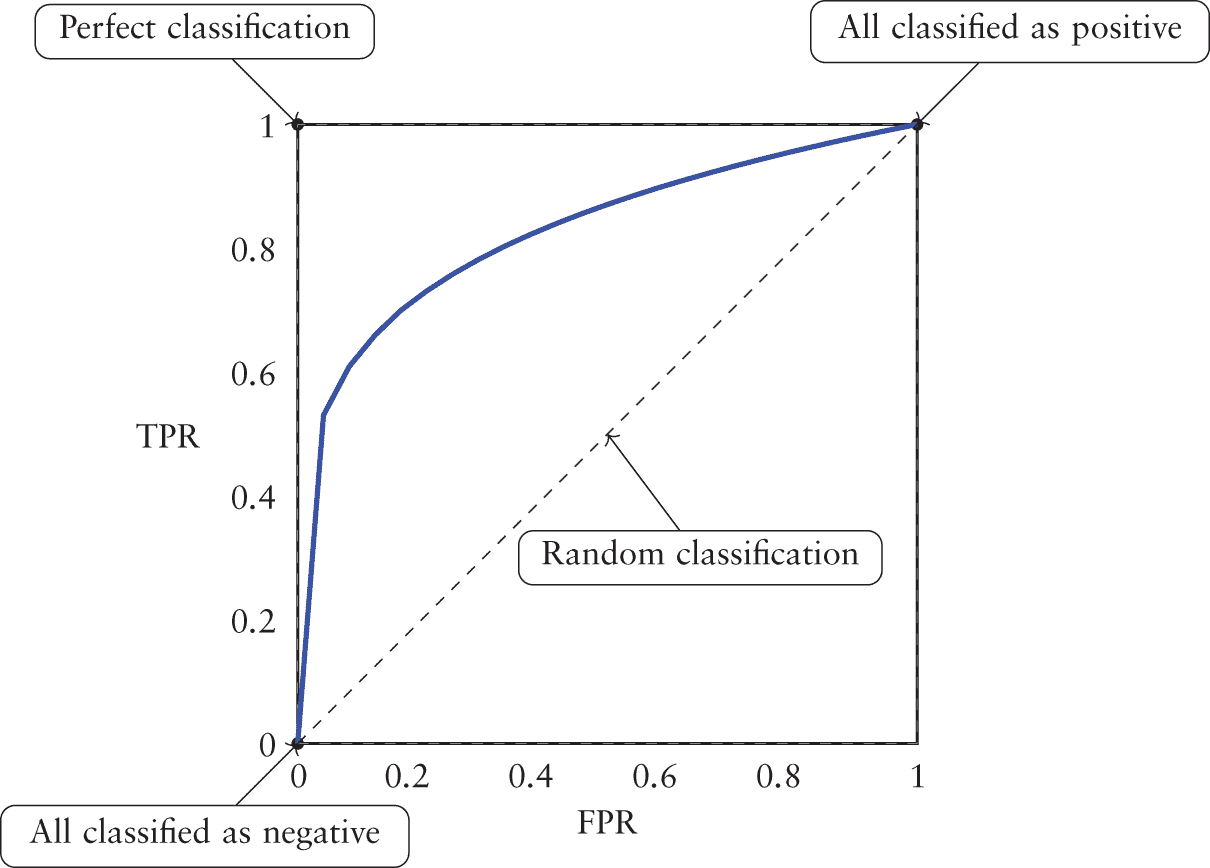 Perfect classification
All classified as positive
1
0.8
0.6
TPR
0.4
Random classification
0.2
0
0 0.2 0.4 0.6 0.8 1
FPR
All classified as negative